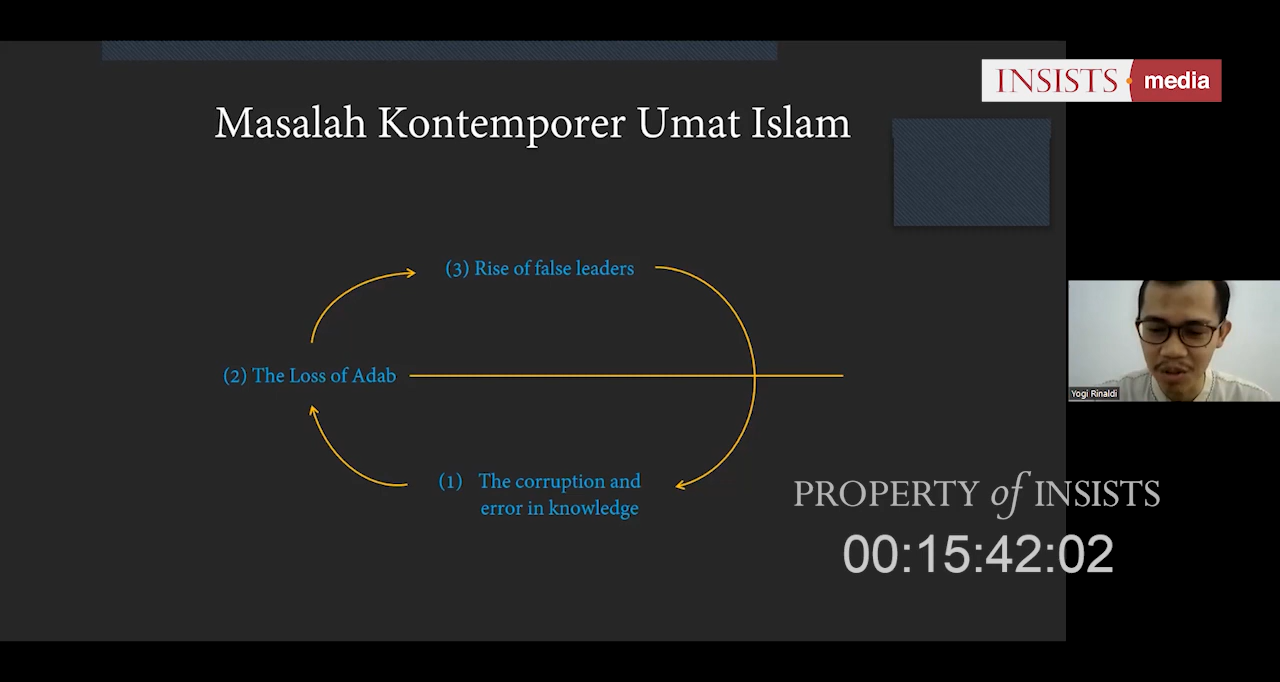 INSISTS media
Masalah Kontemporer Umat Islam
(3) Rise of false leaders
(2) The Loss of Adab
(1) The corruption and
error in knowledge
Yogi Rinaldi
PROPERTY of INSISTS
00:15:42:02